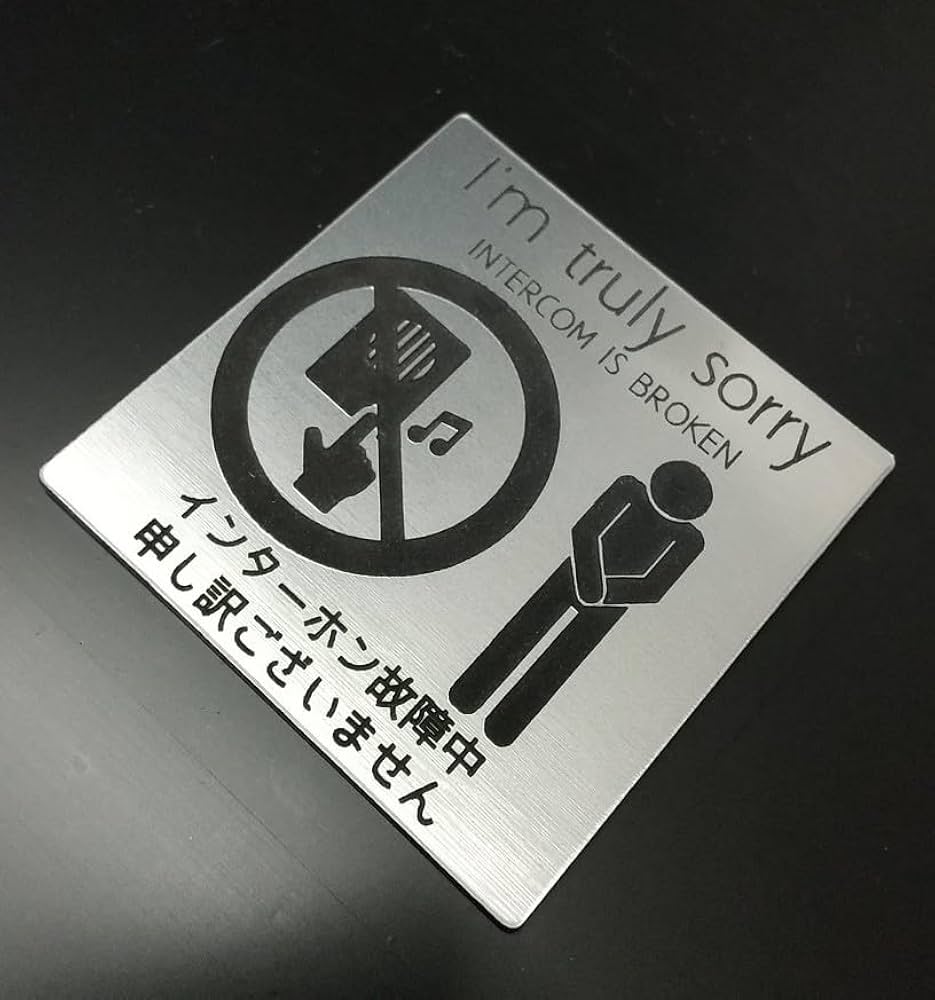 I'm truly sorry
INTERCOM IS BROKEN
インターホン故障中
申し訳ございません